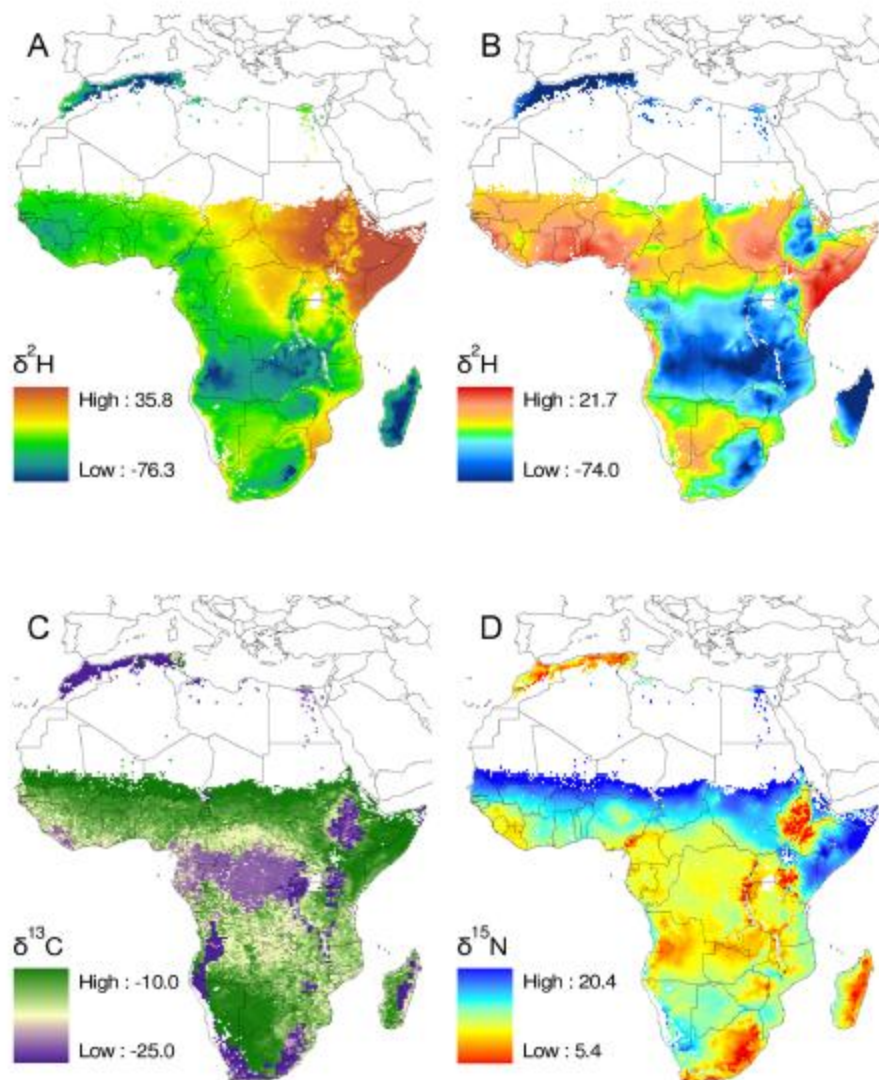 A
B
δ²H
High : 35.8
Low : -76.3
δ²H
High : 21.7
Low : -74.0
C
D
δ¹³C
High : -10.0
Low : -25.0
δ¹⁵N
High : 20.4
Low : 5.4